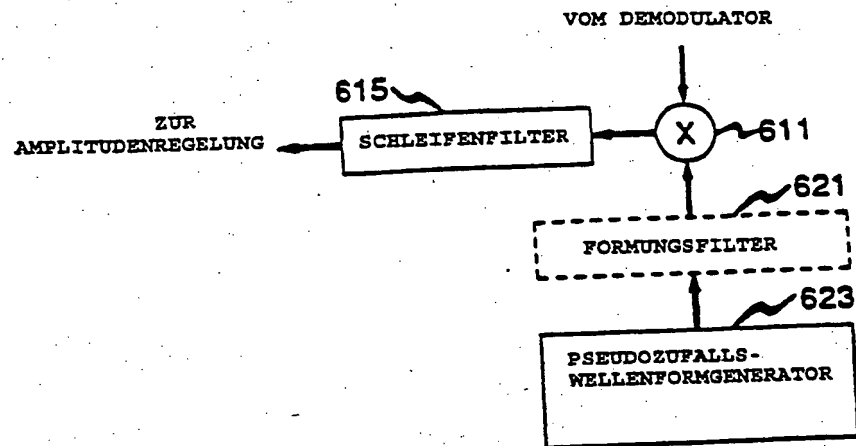 VOM DEMODULATOR
615
ZUR
AMPLITUDENREGELUNG
SCHLEIFENFILTER
X
611
621
FORMUNGSFILTER
623
PSEUDOZUFALLS-
WELLENFORMGENERATOR